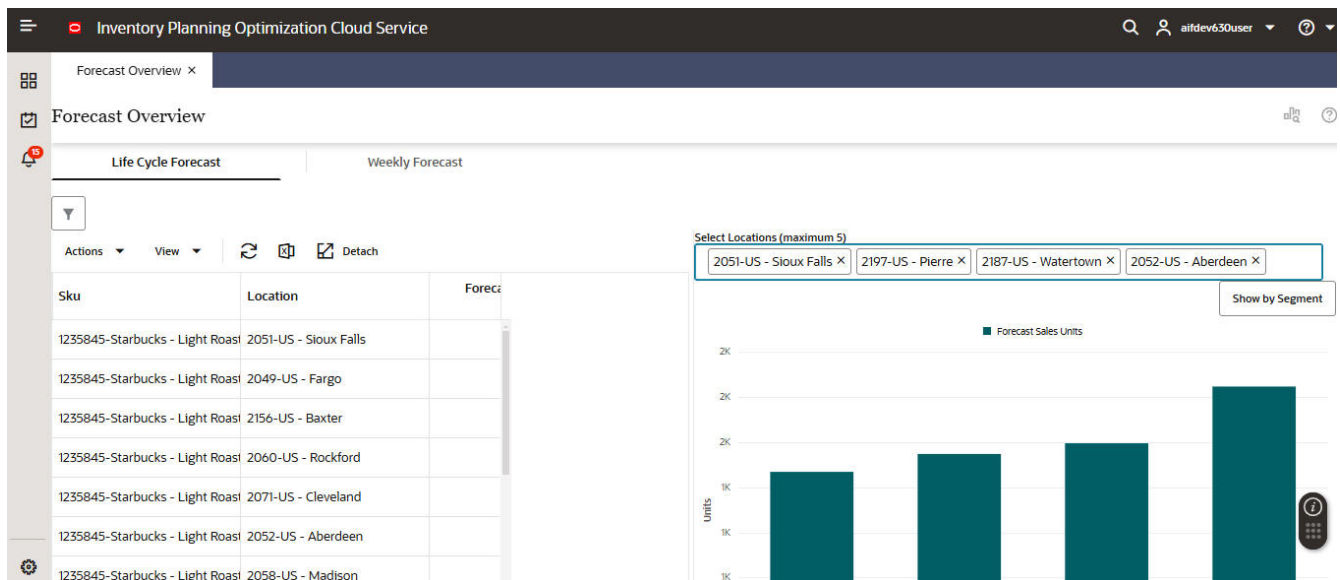 Inventory Planning Optimization Cloud Service
aifdev630user
Forecast Overview ×
Forecast Overview
15
Life Cycle Forecast
Weekly Forecast
Actions
View
Detach
Select Locations (maximum 5)
2051-US - Sioux Falls × 2197-US - Pierre × 2187-US - Watertown × 2052-US - Aberdeen ×
Show by Segment
Sku Location Foreca
1235845-Starbucks - Light Roast 2051-US - Sioux Falls
1235845-Starbucks - Light Roast 2049-US - Fargo
1235845-Starbucks - Light Roast 2156-US - Baxter
1235845-Starbucks - Light Roast 2060-US - Rockford
1235845-Starbucks - Light Roast 2071-US - Cleveland
1235845-Starbucks - Light Roast 2052-US - Aberdeen
1235845-Starbucks - Light Roast 2058-US - Madison
Forecast Sales Units
2K
2K
2K
1K
1K
1K
Units